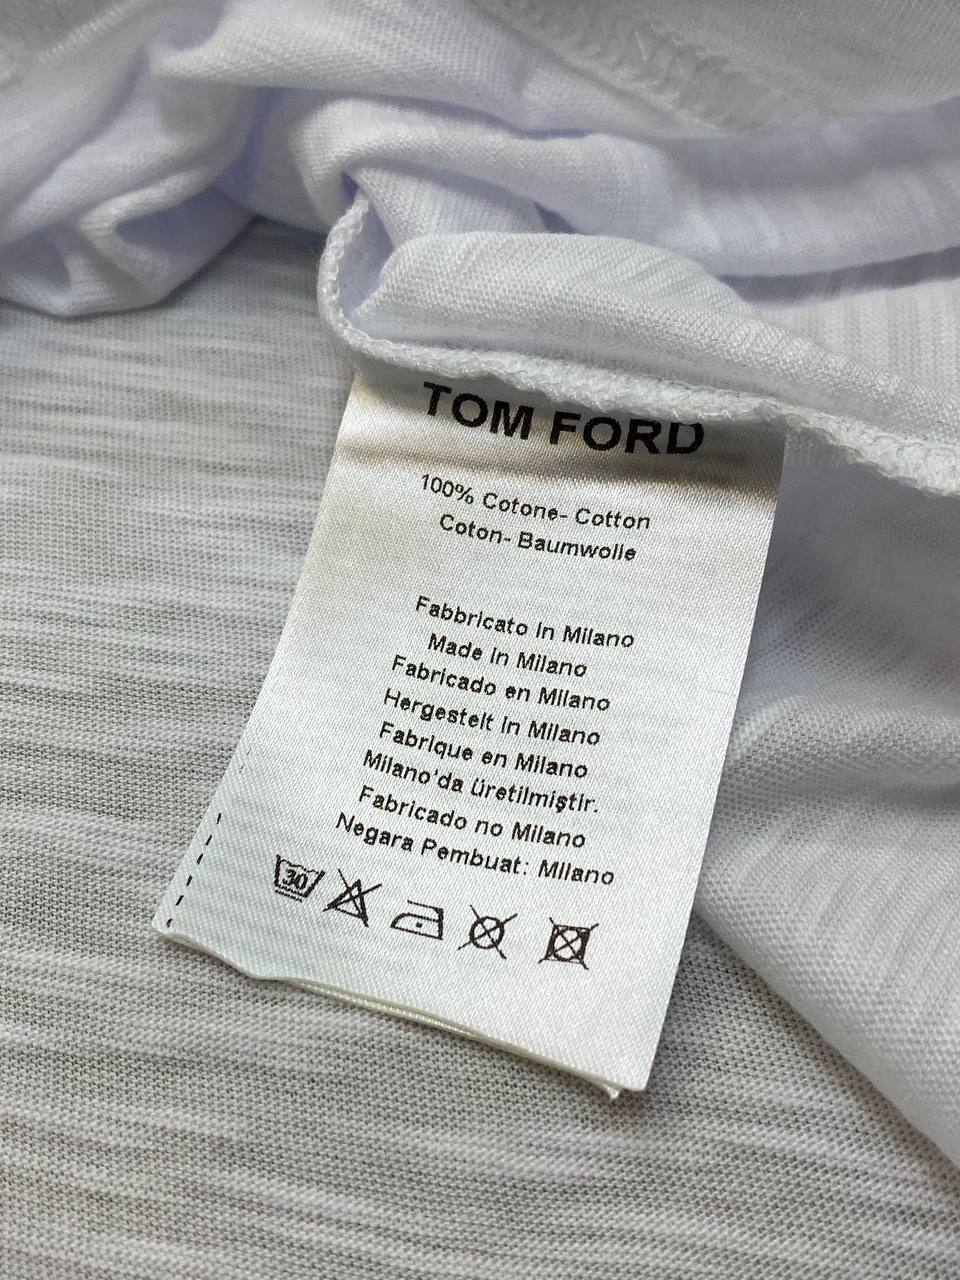 TOM FORD
100% Cotone- Cotton
Coton- Baumwolle
Fabbricato in Milano
Made in Milano
Fabricado en Milano
Hergestelt in Milano
Fabrique en Milano
Milano'da üretilmiştir.
Fabricado no Milano
Negara Pembuat: Milano
30